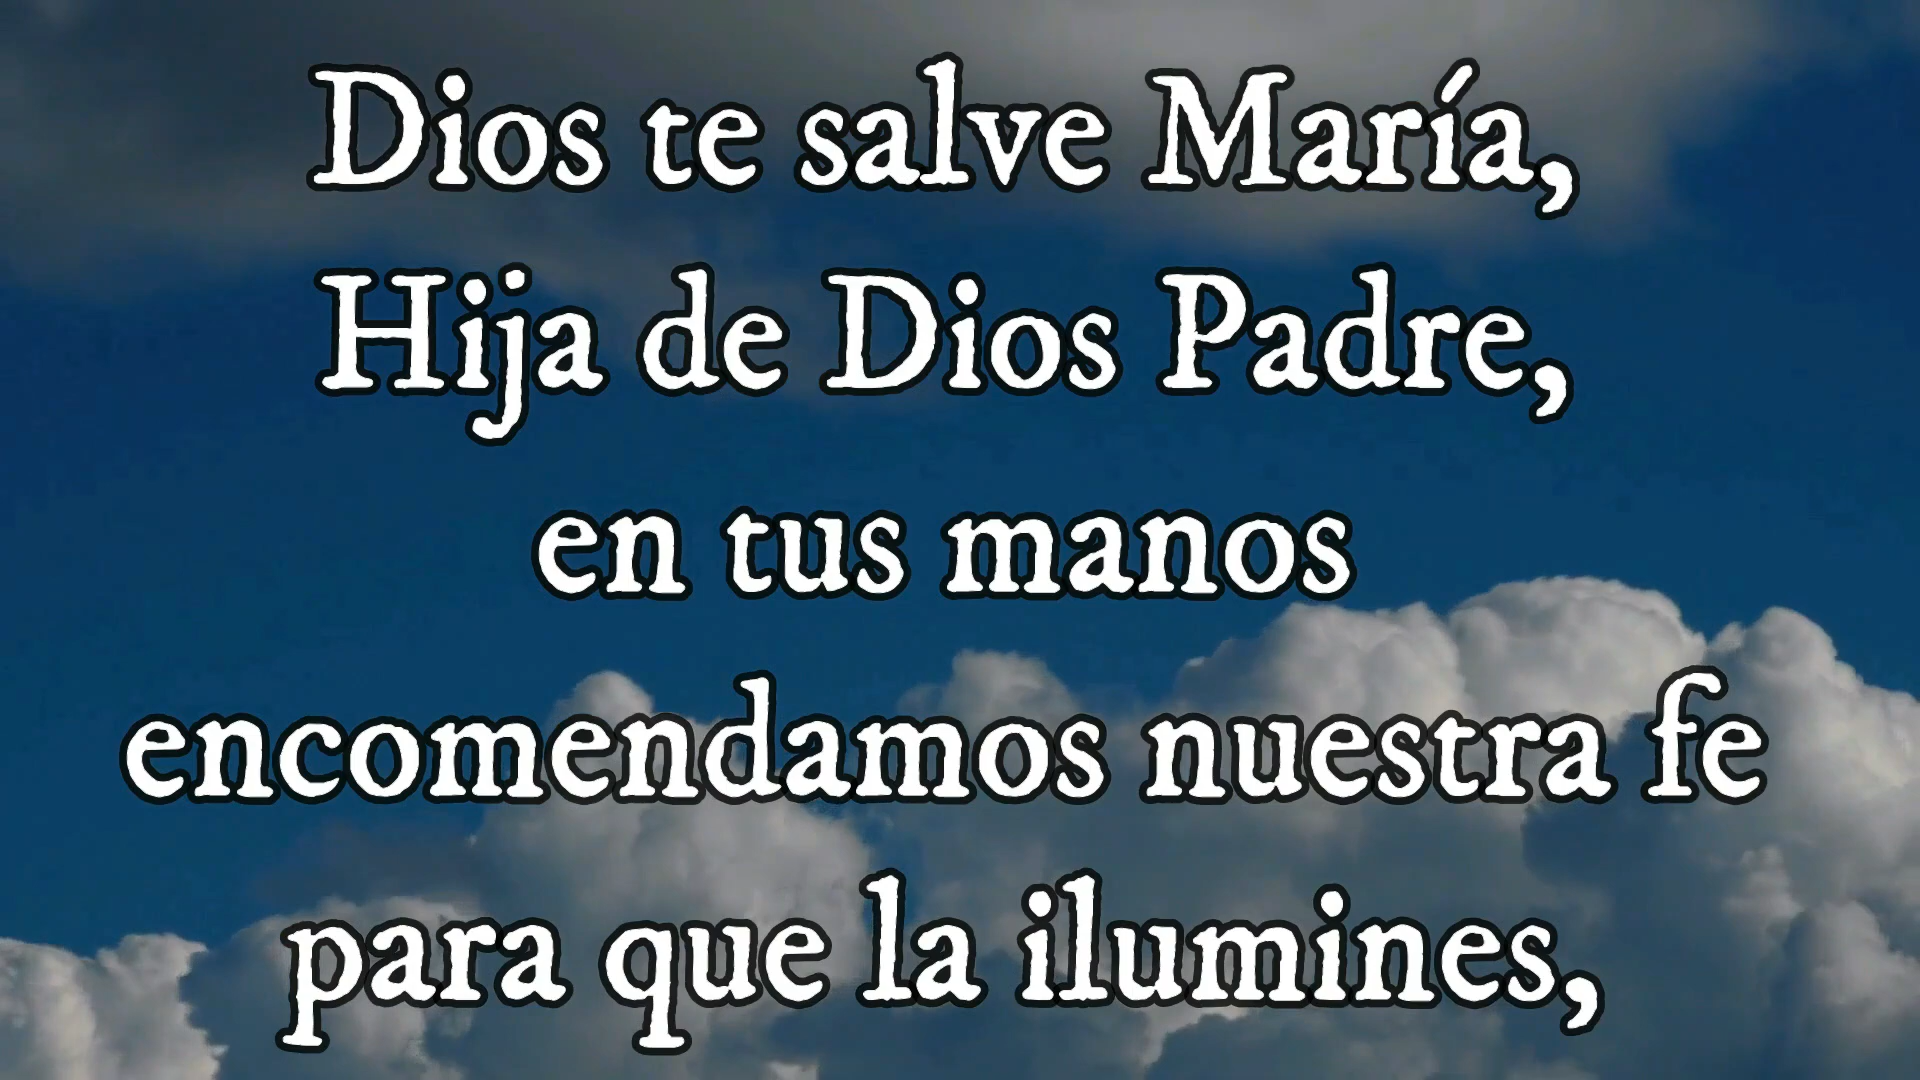 Dios te salve María,
Hija de Dios Padre,
en tus manos
encomendamos nuestra fe
para que la ilumines,